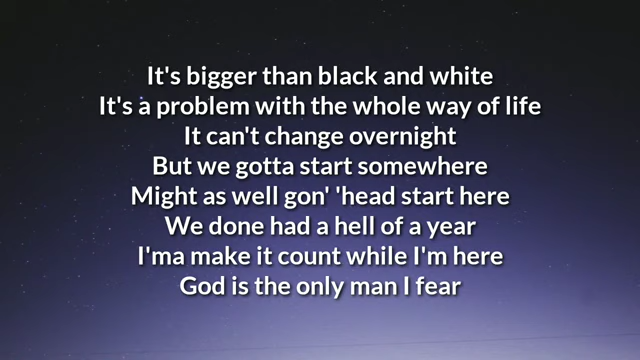 It's bigger than black and white
It's a problem with the whole way of life
It can't change overnight
But we gotta start somewhere
Might as well gon' 'head start here
We done had a hell of a year
I'ma make it count while I'm here
God is the only man I fear